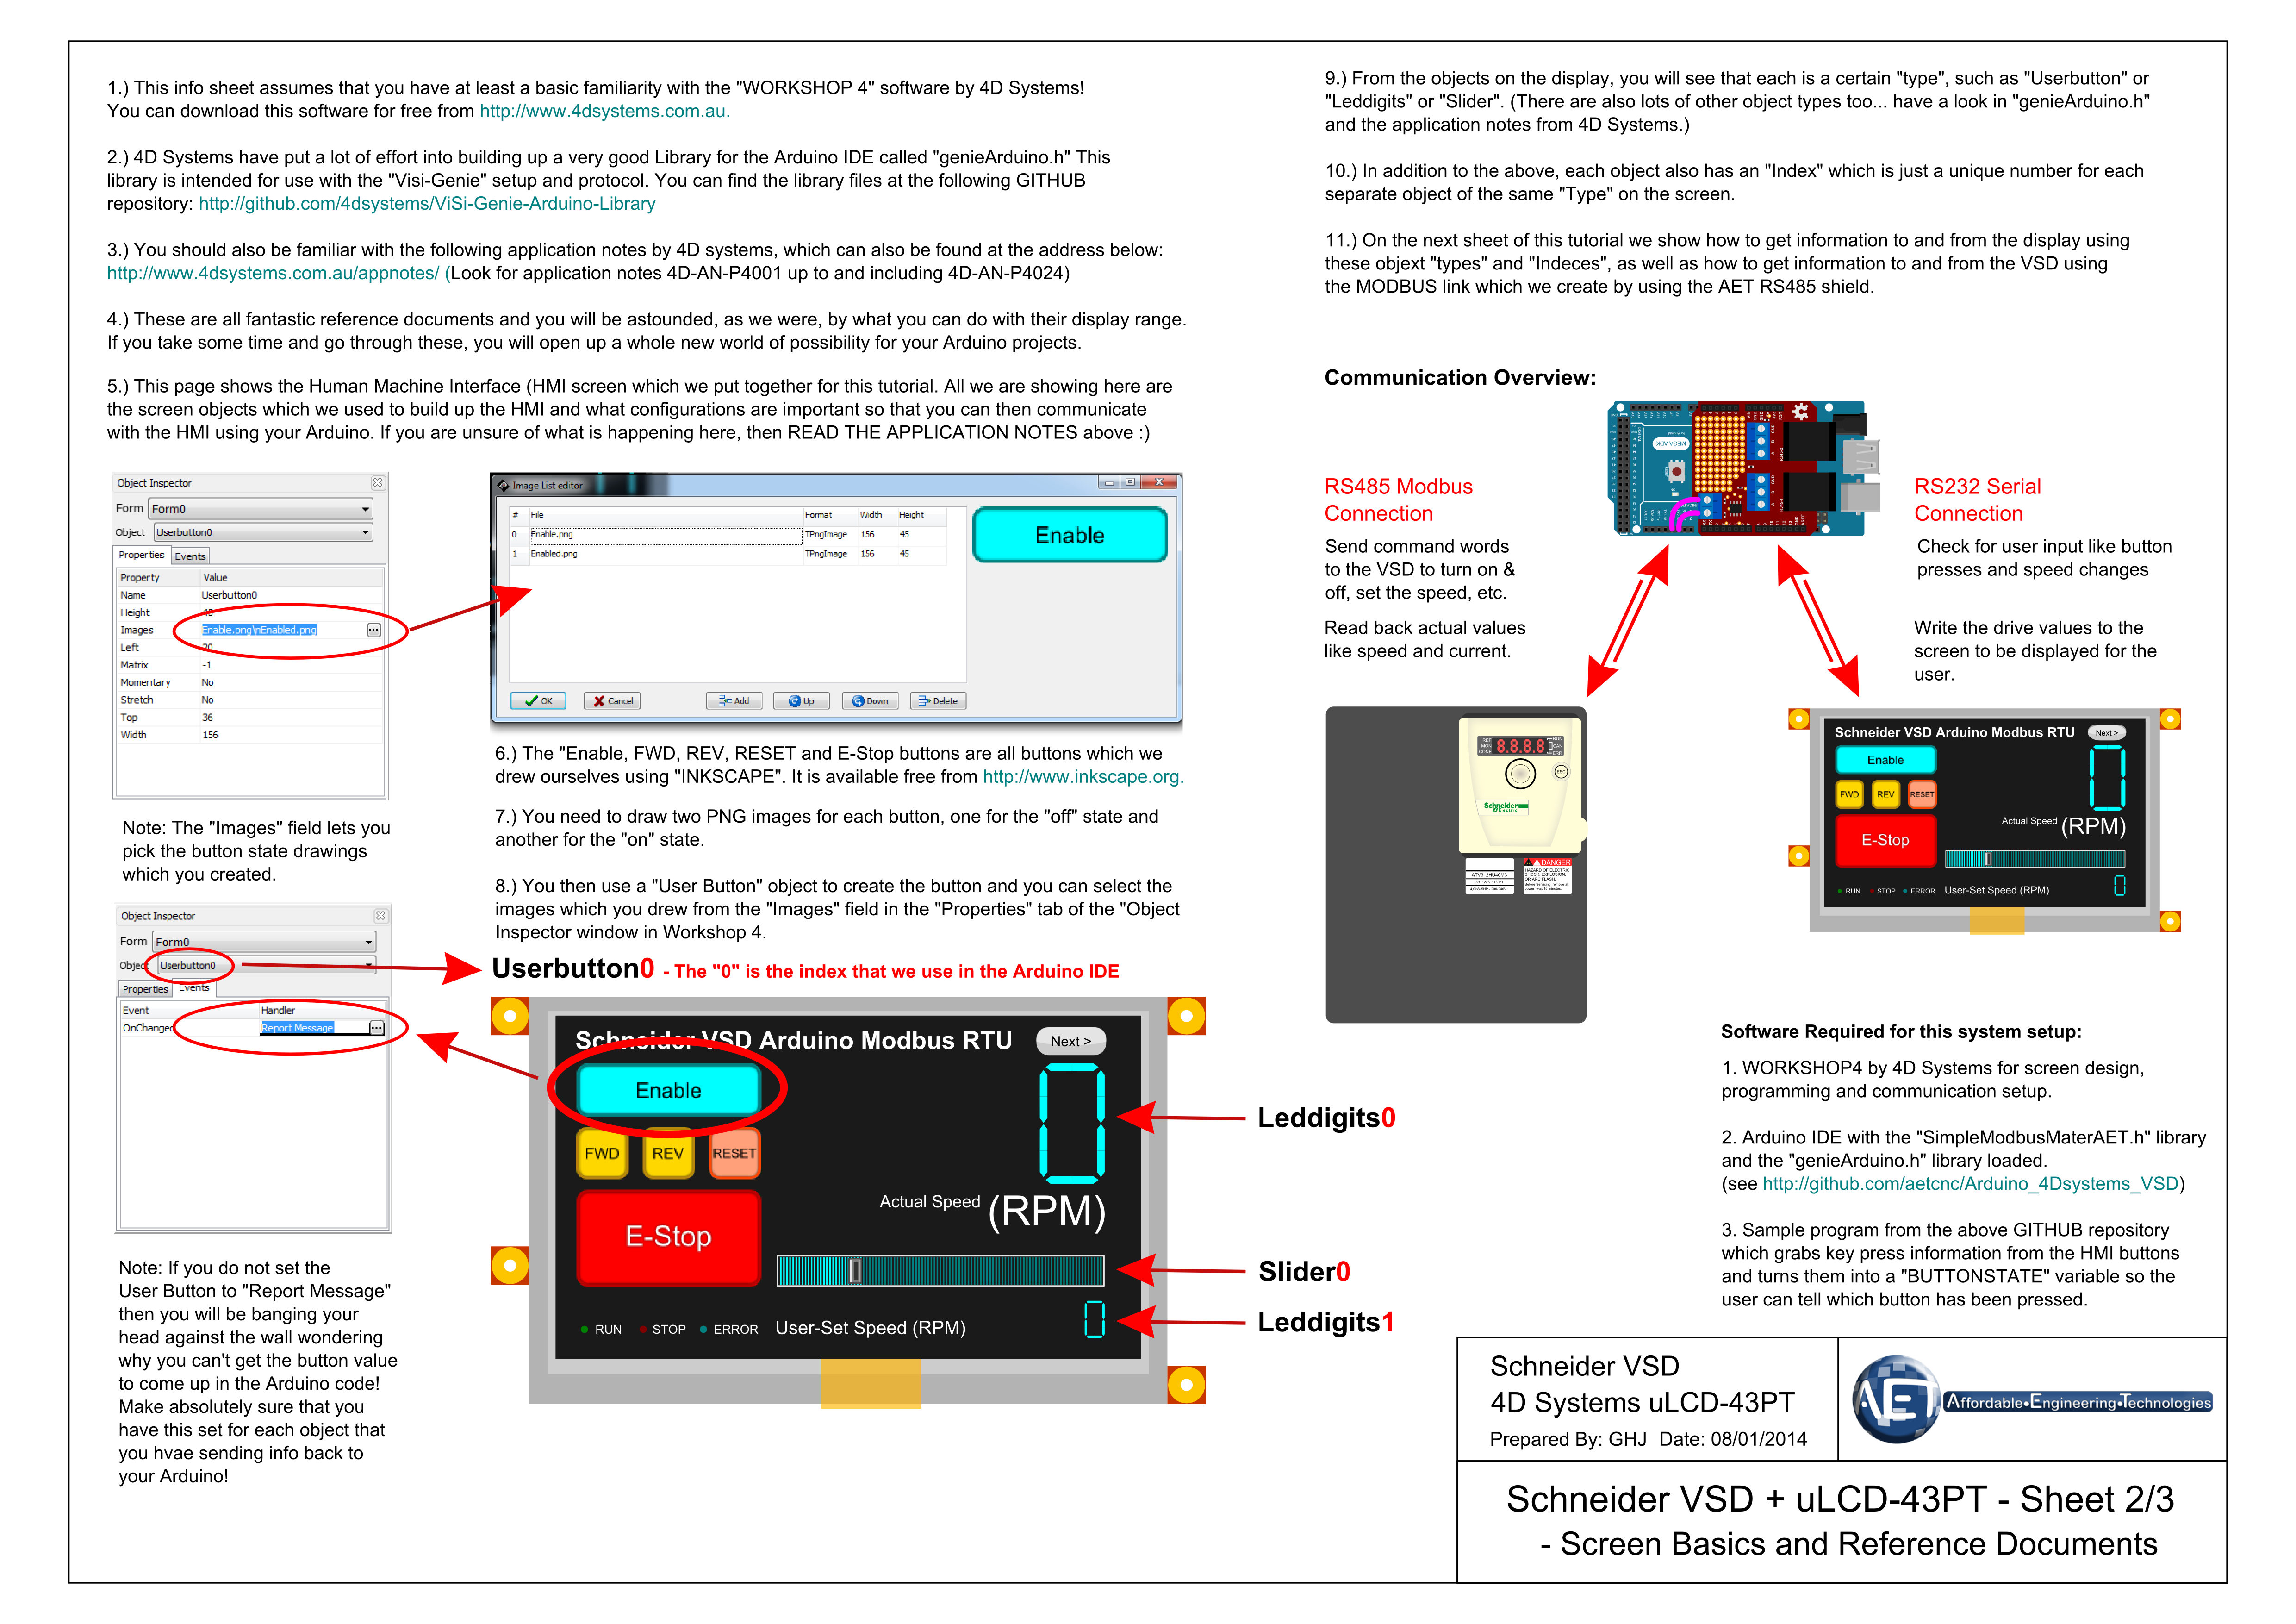 1.) This info sheet assumes that you have at least a basic familiarity with the "WORKSHOP 4" software by 4D Systems!
You can download this software for free from http://www.4dsystems.com.au.
2.) 4D Systems have put a lot of effort into building up a very good Library for the Arduino IDE called "genieArduino.h" This
library is intended for use with the "Visi-Genie" setup and protocol. You can find the library files at the following GITHUB
repository: http://github.com/4dsystems/ViSi-Genie-Arduino-Library
3.) You should also be familiar with the following application notes by 4D systems, which can also be found at the address below:
http://www.4dsystems.com.au/appnotes/ (Look for application notes 4D-AN-P4001 up to and including 4D-AN-P4024)
4.) These are all fantastic reference documents and you will be astounded, as we were, by what you can do with their display range.
If you take some time and go through these, you will open up a whole new world of possibility for your Arduino projects.
5.) This page shows the Human Machine Interface (HMI screen which we put together for this tutorial. All we are showing here are
the screen objects which we used to build up the HMI and what configurations are important so that you can then communicate
with the HMI using your Arduino. If you are unsure of what is happening here, then READ THE APPLICATION NOTES above :)
Object Inspector
Form Form0
Object Userbutton0
Properties Events
Property Value
Name Userbutton0
Height 45
Images Enable.png\nEnabled.png
Left 20
Matrix -1
Momentary No
Stretch No
Top 36
Width 156
Note: The "Images" field lets you
pick the button state drawings
which you created.
Image List editor
# File Format Width Height
0 Enable.png TPngImage 156 45
1 Enabled.png TPngImage 156 45
Enable
OK Cancel Add Up Down Delete
6.) The "Enable, FWD, REV, RESET and E-Stop buttons are all buttons which we
drew ourselves using "INKSCAPE". It is available free from http://www.inkscape.org.
7.) You need to draw two PNG images for each button, one for the "off" state and
another for the "on" state.
8.) You then use a "User Button" object to create the button and you can select the
images which you drew from the "Images" field in the "Properties" tab of the "Object
Inspector window in Workshop 4.
Object Inspector
Form Form0
Object Userbutton0
Properties Events
Event Handler
OnChanged Report Message
Note: If you do not set the
User Button to "Report Message"
then you will be banging your
head against the wall wondering
why you can't get the button value
to come up in the Arduino code!
Make absolutely sure that you
have this set for each object that
you hvae sending info back to
your Arduino!
Userbutton0 - The "0" is the index that we use in the Arduino IDE
Schneider VSD Arduino Modbus RTU Next >
Enable
FWD REV RESET
0
Actual Speed (RPM)
E-Stop
RUN STOP ERROR User-Set Speed (RPM) 0
Leddigits0
Slider0
Leddigits1
9.) From the objects on the display, you will see that each is a certain "type", such as "Userbutton" or
"Leddigits" or "Slider". (There are also lots of other object types too... have a look in "genieArduino.h"
and the application notes from 4D Systems.)
10.) In addition to the above, each object also has an "Index" which is just a unique number for each
separate object of the same "Type" on the screen.
11.) On the next sheet of this tutorial we show how to get information to and from the display using
these objext "types" and "Indeces", as well as how to get information to and from the VSD using
the MODBUS link which we create by using the AET RS485 shield.
Communication Overview:
MEGA ADK
RS485 Modbus
Connection
Send command words
to the VSD to turn on &
off, set the speed, etc.
Read back actual values
like speed and current.
RS232 Serial
Connection
Check for user input like button
presses and speed changes
Write the drive values to the
screen to be displayed for the
user.
REF
MON
CONF
8.8.8.8
RUN
CAN
ERR
ESC
Schneider
Electric
ATV312HU40M3
DANGER
HAZARD OF ELECTRIC
SHOCK, EXPLOSION,
OR ARC FLASH.
Schneider VSD Arduino Modbus RTU Next >
Enable
FWD REV RESET
0
Actual Speed (RPM)
E-Stop
RUN STOP ERROR User-Set Speed (RPM) 0
Software Required for this system setup:
1. WORKSHOP4 by 4D Systems for screen design,
programming and communication setup.
2. Arduino IDE with the "SimpleModbusMaterAET.h" library
and the "genieArduino.h" library loaded.
(see http://github.com/aetcnc/Arduino_4Dsystems_VSD)
3. Sample program from the above GITHUB repository
which grabs key press information from the HMI buttons
and turns them into a "BUTTONSTATE" variable so the
user can tell which button has been pressed.
Schneider VSD
4D Systems uLCD-43PT
Prepared By: GHJ Date: 08/01/2014
AET Affordable•Engineering•Technologies
Schneider VSD + uLCD-43PT - Sheet 2/3
- Screen Basics and Reference Documents